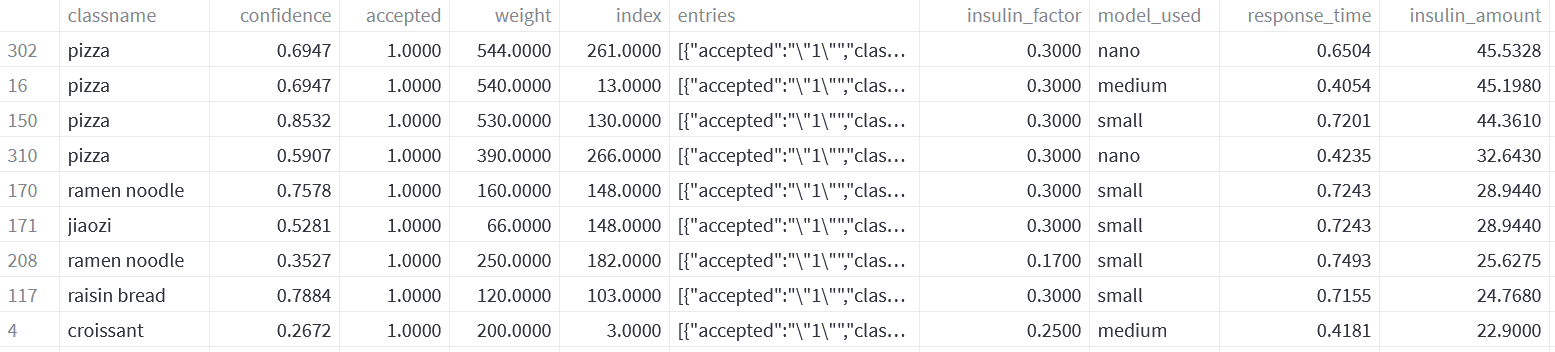 classname confidence accepted weight index entries insulin_factor model_used response_time insulin_amount
302 pizza 0.6947 1.0000 544.0000 261.0000 [{"accepted":"\"1\"","clas… 0.3000 nano 0.6504 45.5328
16 pizza 0.6947 1.0000 540.0000 13.0000 [{"accepted":"\"1\"","clas… 0.3000 medium 0.4054 45.1980
150 pizza 0.8532 1.0000 530.0000 130.0000 [{"accepted":"\"1\"","clas… 0.3000 small 0.7201 44.3610
310 pizza 0.5907 1.0000 390.0000 266.0000 [{"accepted":"\"1\"","clas… 0.3000 nano 0.4235 32.6430
170 ramen noodle 0.7578 1.0000 160.0000 148.0000 [{"accepted":"\"1\"","clas… 0.3000 small 0.7243 28.9440
171 jiaozi 0.5281 1.0000 66.0000 148.0000 [{"accepted":"\"1\"","clas… 0.3000 small 0.7243 28.9440
208 ramen noodle 0.3527 1.0000 250.0000 182.0000 [{"accepted":"\"1\"","clas… 0.1700 small 0.7493 25.6275
117 raisin bread 0.7884 1.0000 120.0000 103.0000 [{"accepted":"\"1\"","clas… 0.3000 small 0.7155 24.7680
4 croissant 0.2672 1.0000 200.0000 3.0000 [{"accepted":"\"1\"","clas… 0.2500 medium 0.4181 22.9000